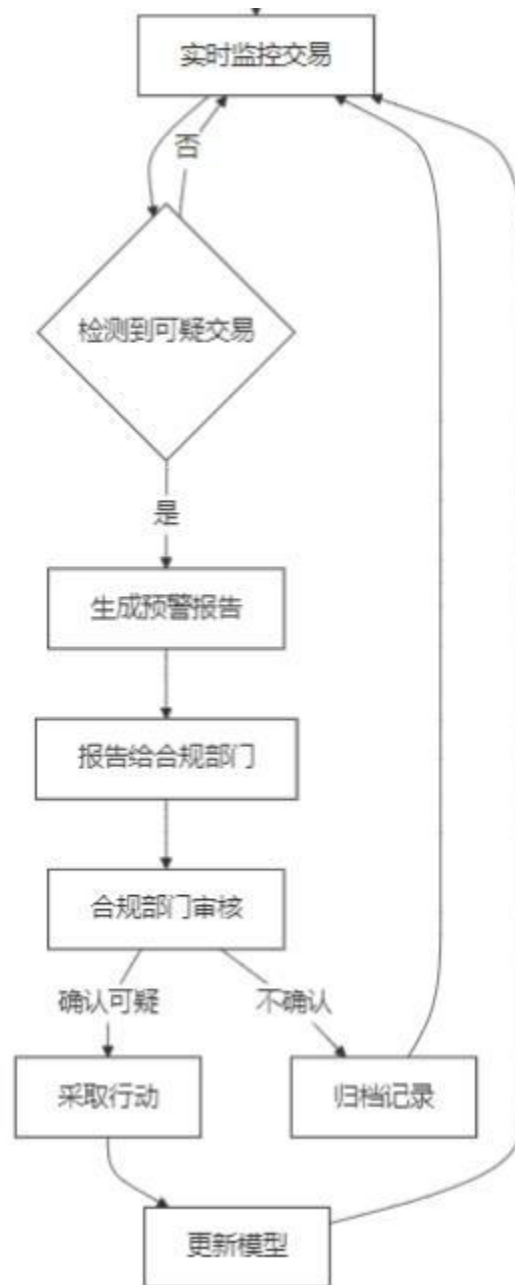 实时监控交易
否
检测到可疑交易
是
生成预警报告
报告给合规部门
合规部门审核
确认可疑
不确认
采取行动
归档记录
更新模型